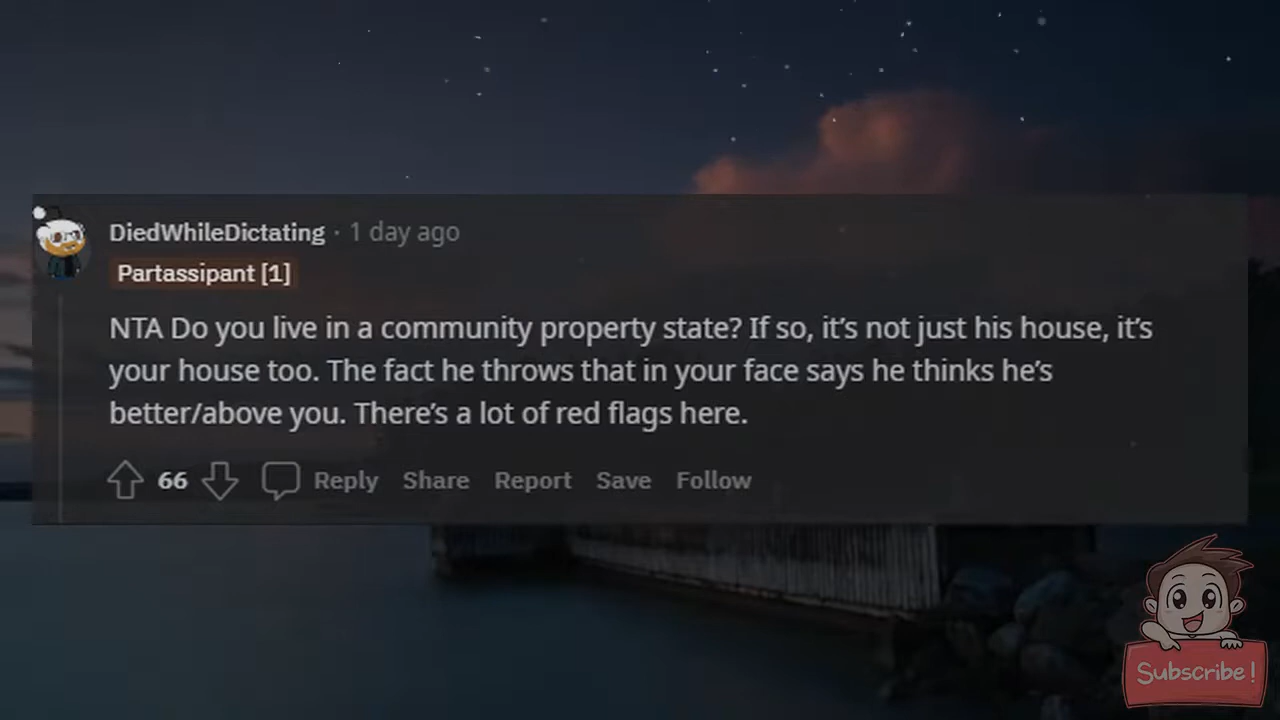 DiedWhileDictating · 1 day ago
Partassipant [1]
NTA Do you live in a community property state? If so, it’s not just his house, it’s
your house too. The fact he throws that in your face says he thinks he’s
better/above you. There’s a lot of red flags here.
66 Reply Share Report Save Follow
Subscribe!